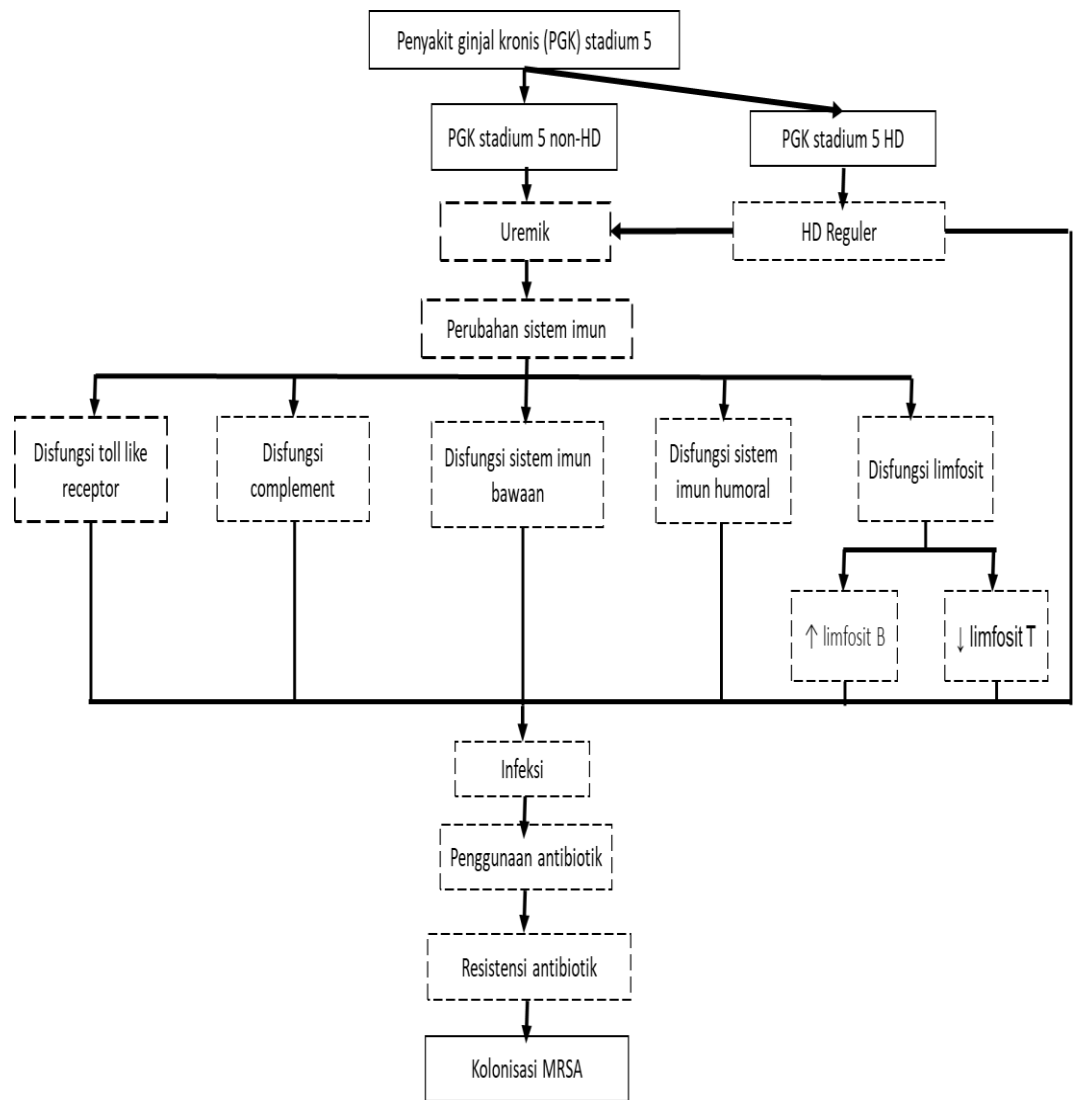 Penyakit ginjal kronis (PGK) stadium 5
PGK stadium 5 non-HD
PGK stadium 5 HD
Uremik
HD Reguler
Perubahan sistem imun
Disfungsi toll like
receptor
Disfungsi
complement
Disfungsi sistem imun
bawaan
Disfungsi sistem
imun humoral
Disfungsi limfosit
↑ limfosit B
↓ limfosit T
Infeksi
Penggunaan antibiotik
Resistensi antibiotik
Kolonisasi MRSA